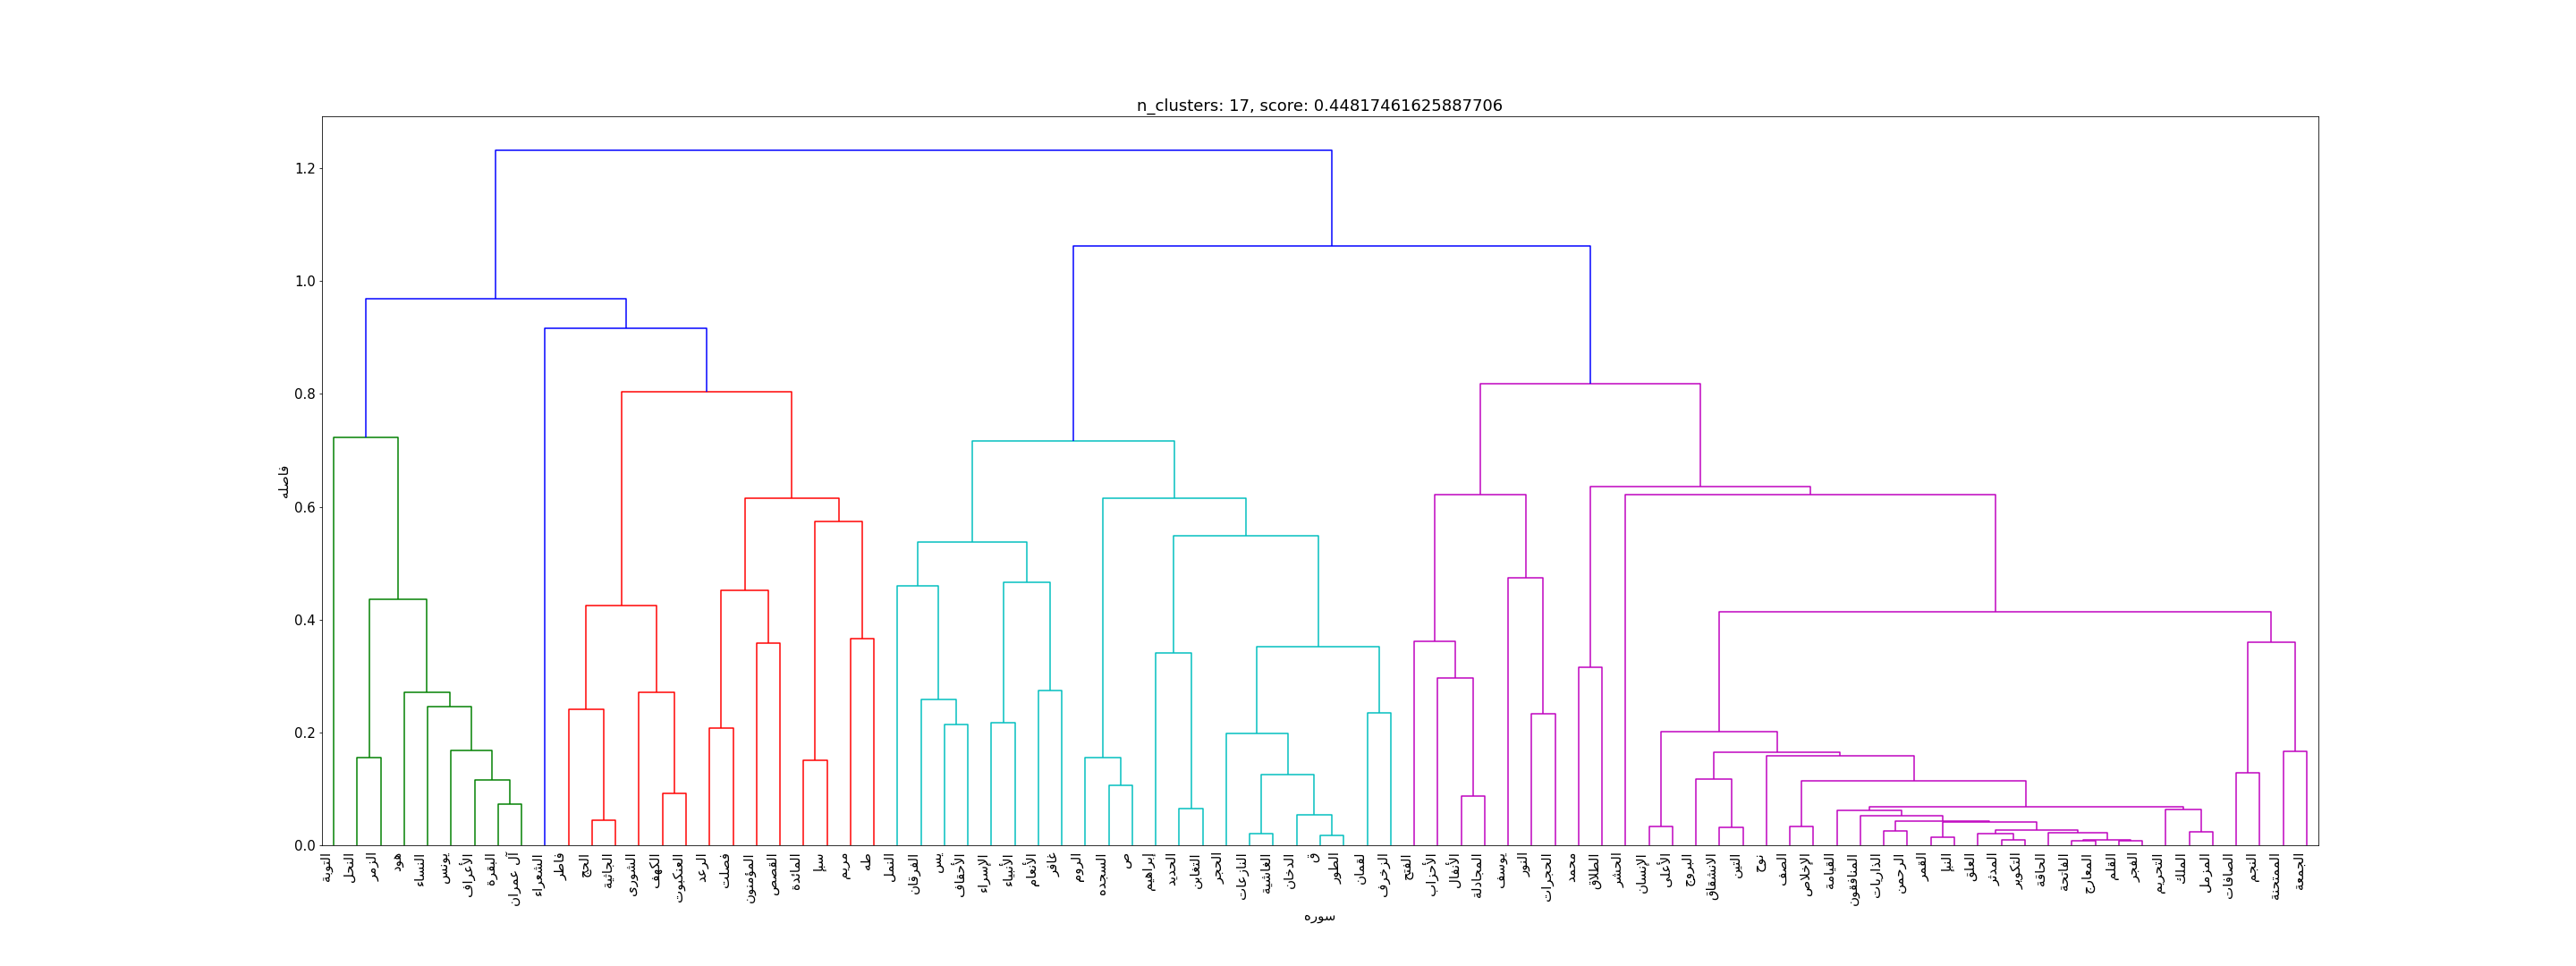 n_clusters: 17, score: 0.44817461625887706
1.2
1.0
0.8
0.6
0.4
0.2
0.0
فاصله
التوبة
النحل
الزمر
هود
النساء
يونس
الأعراف
البقرة
آل عمران
الشعراء
فاطر
الحج
الجاثية
الشورى
الكهف
العنكبوت
الرعد
فصلت
المؤمنون
القصص
المائدة
سبإ
مريم
طه
النمل
الفرقان
يس
الأحقاف
الإسراء
الأنبياء
الأنعام
غافر
الروم
السجده
ص
إبراهيم
الحديد
التغابن
الحجر
النازعات
الغاشية
الدخان
ق
الطور
لقمان
الزخرف
الفتح
الأحزاب
الأنفال
المجادلة
يوسف
النور
الحجرات
محمد
الطلاق
الحشر
الإنسان
الأعلى
البروج
الانشقاق
التين
نوح
الصف
الإخلاص
القيامة
المنافقون
الذاريات
الرحمن
القمر
النبإ
العلق
المدثر
التكوير
الحاقة
الفاتحة
المعارج
القلم
الفجر
التحريم
الملك
المزمل
الصافات
النجم
الممتحنة
الجمعة
سوره